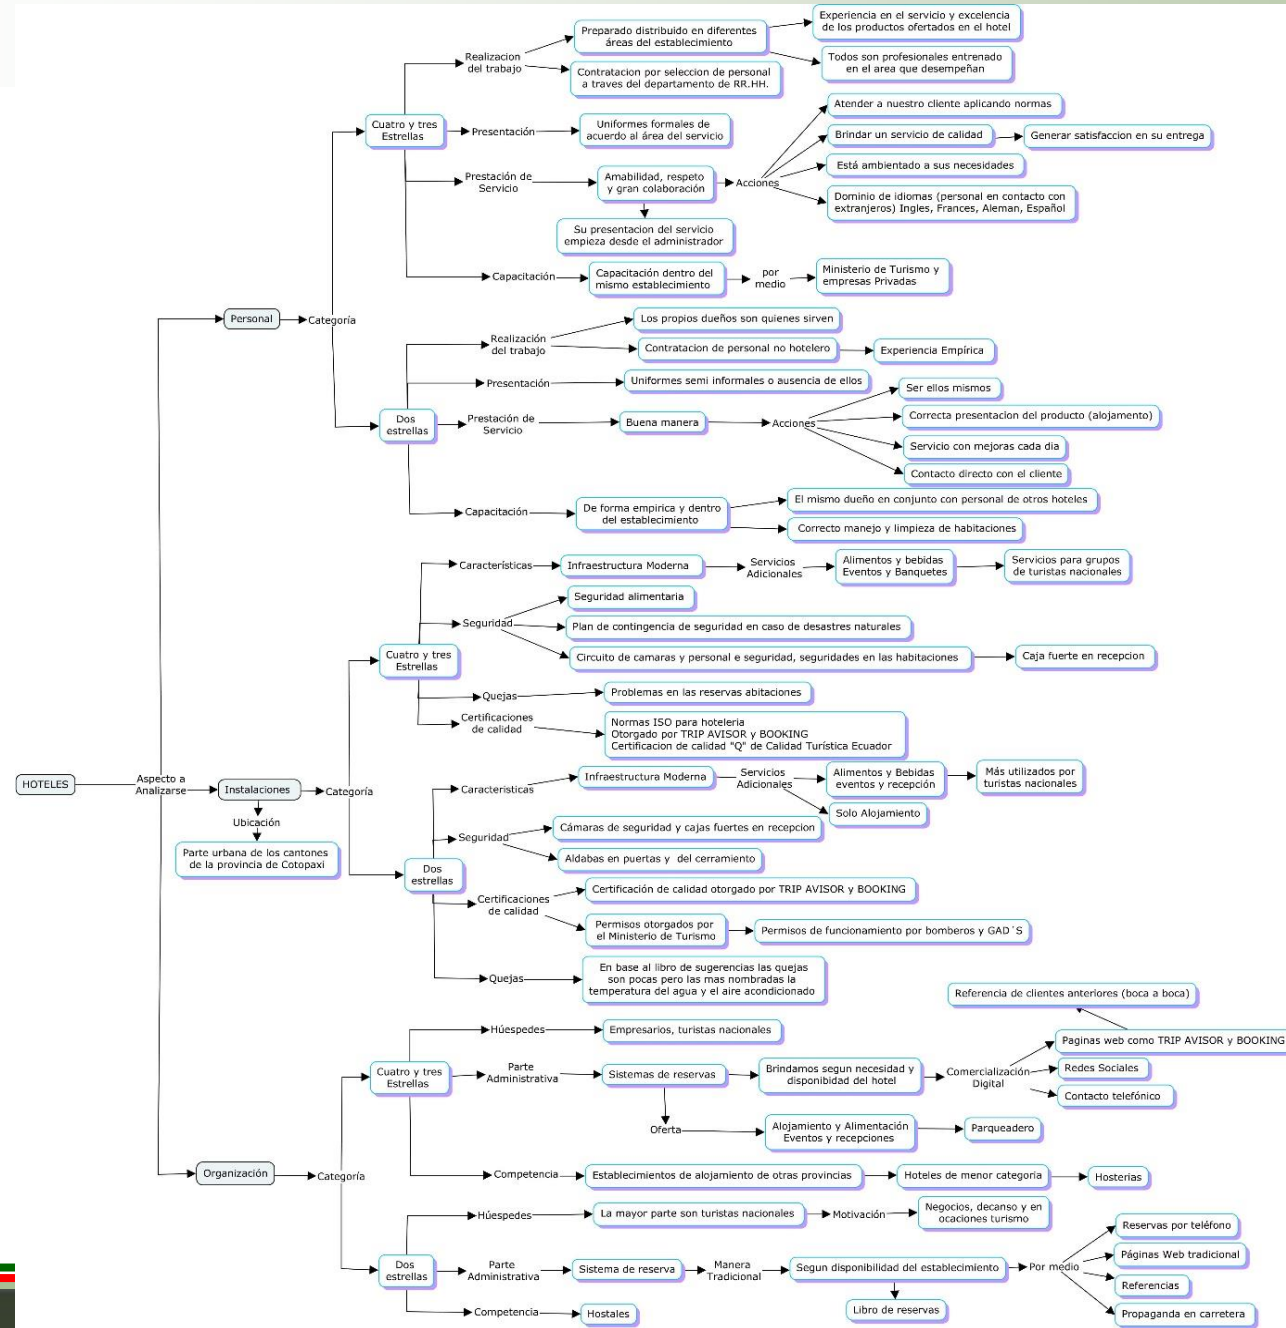 Experiencia en el servicio y excelencia
de los productos ofertados en el hotel
Preparado distribuido en diferentes
áreas del establecimiento
Realizacion
del trabajo
Todos son profesionales entrenado
en el area que desempeñan
Contratacion por seleccion de personal
a traves del departamento de RR.HH.
Cuatro y tres
Estrellas
Presentación
Uniformes formales de
acuerdo al área del servicio
Prestación de
Servicio
Amabilidad, respeto
y gran colaboración
Acciones
Atender a nuestro cliente aplicando normas
Brindar un servicio de calidad
Generar satisfaccion en su entrega
Está ambientado a sus necesidades
Dominio de idiomas (personal en contacto con
extranjeros) Ingles, Frances, Aleman, Español
Su presentacion del servicio
empieza desde el administrador
Capacitación
Capacitación dentro del
mismo establecimiento
por
medio
Ministerio de Turismo y
empresas Privadas
Personal
Categoría
Realización
del trabajo
Los propios dueños son quienes sirven
Contratacion de personal no hotelero
Experiencia Empírica
Presentación
Uniformes semi informales o ausencia de ellos
Dos
estrellas
Prestación de
Servicio
Buena manera
Acciones
Ser ellos mismos
Correcta presentacion del producto (alojamento)
Servicio con mejoras cada dia
Contacto directo con el cliente
Capacitación
De forma empirica y dentro
del establecimiento
El mismo dueño en conjunto con personal de otros hoteles
Correcto manejo y limpieza de habitaciones
Características
Infraestructura Moderna
Servicios
Adicionales
Alimentos y bebidas
Eventos y Banquetes
Servicios para grupos
de turistas nacionales
Seguridad
Seguridad alimentaria
Plan de contingencia de seguridad en caso de desastres naturales
Circuito de camaras y personal e seguridad, seguridades en las habitaciones
Caja fuerte en recepcion
Cuatro y tres
Estrellas
Quejas
Problemas en las reservas abitaciones
Certificaciones
de calidad
Normas ISO para hoteleria
Otorgado por TRIP AVISOR y BOOKING
Certificacion de calidad "Q" de Calidad Turística Ecuador
HOTELES
Aspecto a
Analizarse
Instalaciones
Categoría
Ubicación
Parte urbana de los cantones
de la provincia de Cotopaxi
Caracteristicas
Infraestructura Moderna
Servicios
Adicionales
Alimentos y Bebidas
eventos y recepción
Más utilizados por
turistas nacionales
Solo Alojamiento
Seguridad
Cámaras de seguridad y cajas fuertes en recepcion
Aldabas en puertas y del cerramiento
Dos
estrellas
Certificaciones
de calidad
Certificación de calidad otorgado por TRIP AVISOR y BOOKING
Permisos otorgados por
el Ministerio de Turismo
Permisos de funcionamiento por bomberos y GAD´S
Quejas
En base al libro de sugerencias las quejas
son pocas pero las mas nombradas la
temperatura del agua y el aire acondicionado
Referencia de clientes anteriores (boca a boca)
Húespedes
Empresarios, turistas nacionales
Cuatro y tres
Estrellas
Parte
Administrativa
Sistemas de reservas
Brindamos segun necesidad y
disponibidad del hotel
Comercialización
Digital
Paginas web como TRIP AVISOR y BOOKING
Redes Sociales
Contacto telefónico
Oferta
Alojamiento y Alimentación
Eventos y recepciones
Parqueadero
Competencia
Establecimientos de alojamiento de otras provincias
Hoteles de menor categoria
Hosterias
Organización
Categoría
Húespedes
La mayor parte son turistas nacionales
Motivación
Negocios, decanso y en
ocaciones turismo
Dos
estrellas
Parte
Administrativa
Sistema de reserva
Manera
Tradicional
Segun disponibilidad del establecimiento
Por medio
Reservas por teléfono
Páginas Web tradicional
Referencias
Propaganda en carretera
Libro de reservas
Competencia
Hostales